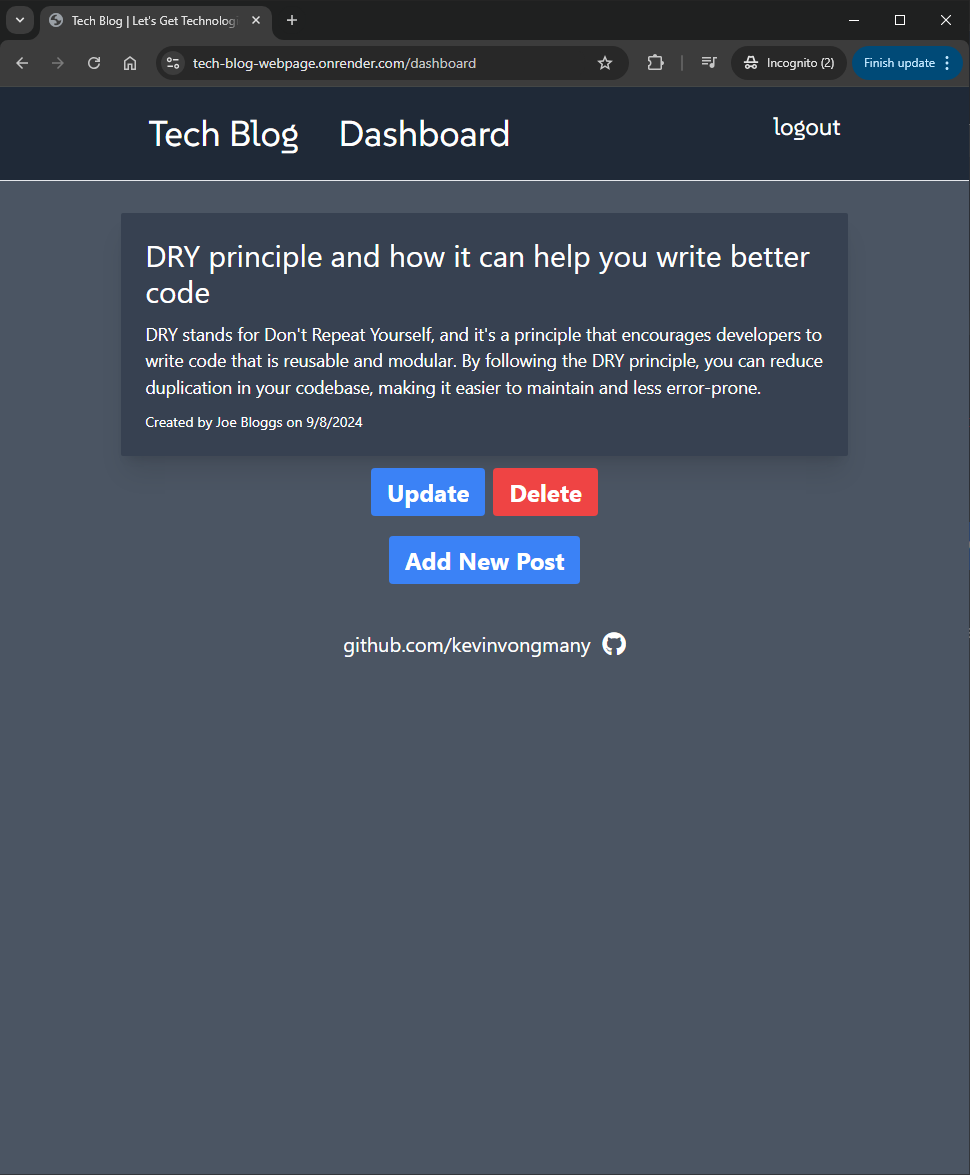 Tech Blog | Let's Get Technologi
tech-blog-webpage.onrender.com/dashboard
Incognito (2)
Finish update
Tech Blog
Dashboard
logout
DRY principle and how it can help you write better
code
DRY stands for Don't Repeat Yourself, and it's a principle that encourages developers to
write code that is reusable and modular. By following the DRY principle, you can reduce
duplication in your codebase, making it easier to maintain and less error-prone.
Created by Joe Bloggs on 9/8/2024
Update
Delete
Add New Post
github.com/kevinvongmany